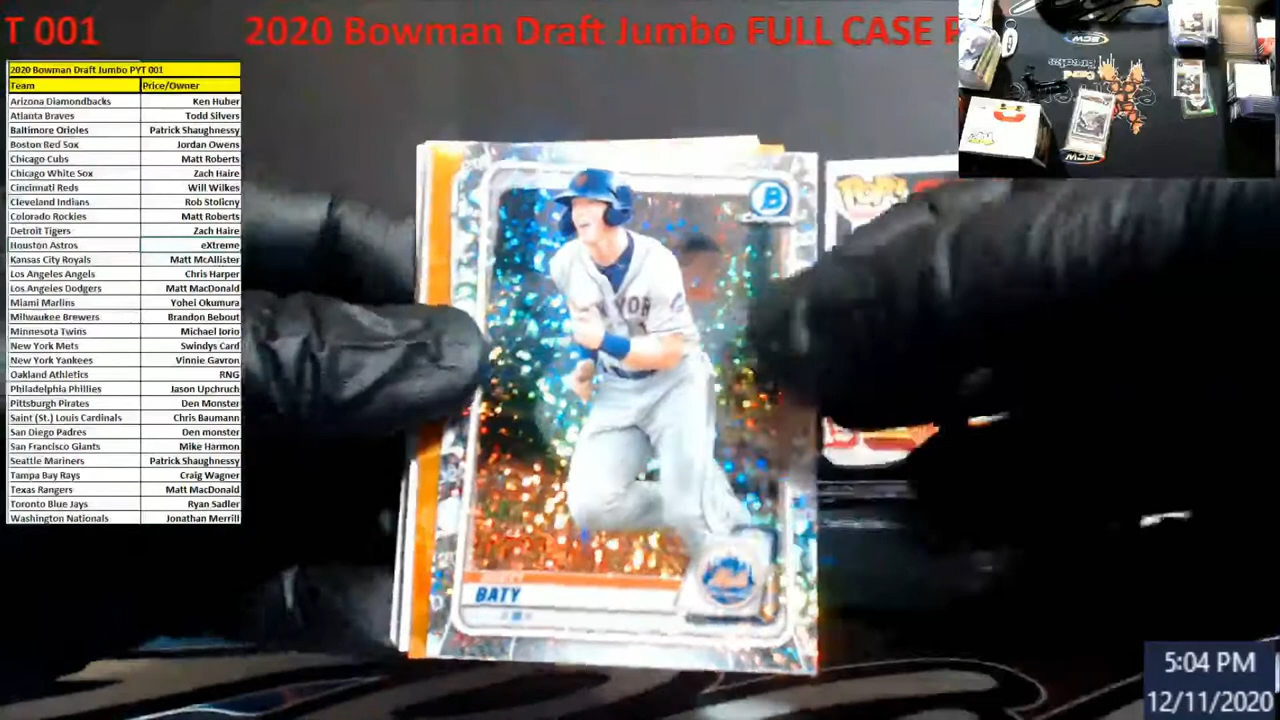 T 001
2020 Bowman Draft Jumbo FULL CASE
2020 Bowman Draft Jumbo PYT 001
Team Price/Owner
Arizona Diamondbacks Ken Huber
Atlanta Braves Todd Silvers
Baltimore Orioles Patrick Shaughnessy
Boston Red Sox Jordan Owens
Chicago Cubs Matt Roberts
Chicago White Sox Zach Haire
Cincinnati Reds Will Wilkes
Cleveland Indians Rob Stolicny
Colorado Rockies Matt Roberts
Detroit Tigers Zach Haire
Houston Astros eXtreme
Kansas City Royals Matt McAllister
Los Angeles Angels Chris Harper
Los Angeles Dodgers Matt MacDonald
Miami Marlins Yohei Okumura
Milwaukee Brewers Brandon Bebout
Minnesota Twins Michael Iorio
New York Mets Swindys Card
New York Yankees Vinnie Gavron
Oakland Athletics RNG
Philadelphia Phillies Jason Upchruch
Pittsburgh Pirates Den Monster
Saint (St.) Louis Cardinals Chris Baumann
San Diego Padres Den monster
San Francisco Giants Mike Harmon
Seattle Mariners Patrick Shaughnessy
Tampa Bay Rays Craig Wagner
Texas Rangers Matt MacDonald
Toronto Blue Jays Ryan Sadler
Washington Nationals Jonathan Merrill
B
BATY
Mets
POP!
BCW
BCW
5:04 PM
12/11/2020